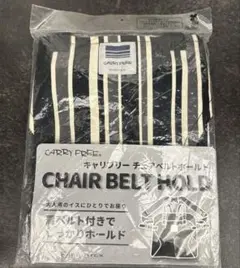 CARRY FREE
CARRY FREE
キャリフリー チェアベルトホールド
CHAIR BELT HOLD
大人用のイスにひとりでお座り
肩ベルト付きで
しっかりホールド